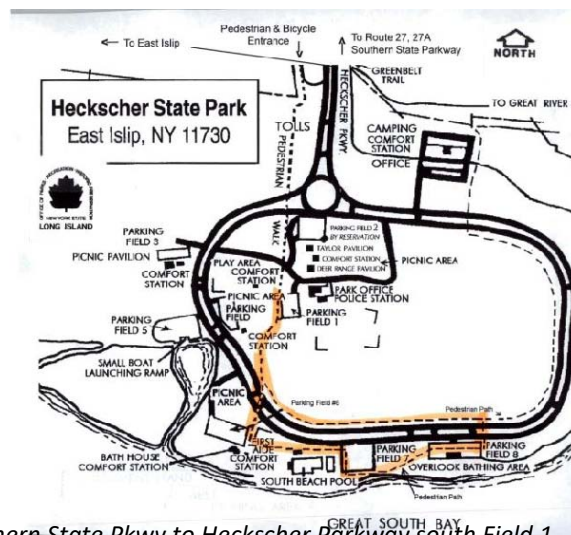 Pedestrian & Bicycle
Entrance
To East Islip
To Route 27, 27A
Southern State Parkway
NORTH
GREENBELT
TRAIL
TO GREAT RIVER
Heckscher State Park
East Islip, NY 11730
TOLLS
PEDESTRIAN
WALK
HECKSCHER PKWY.
CAMPING
COMFORT
STATION
OFFICE
LONG ISLAND
PARKING
FIELD 3
PICNIC PAVILION
COMFORT
STATION
PARKING FIELD 2
BY RESERVATION
TAYLOR PAVILION
COMFORT STATION
DEER RANGE PAVILION
PICNIC AREA
PLAY AREA
COMFORT
STATION
PICNIC AREA
PARKING
FIELD
PARK OFFICE
POLICE STATION
PARKING
FIELD 1
PARKING
FIELD 5
COMFORT
STATION
SMALL BOAT
LAUNCHING RAMP
PICNIC
AREA
Parking Field #6
Pedestrian Path
BATH HOUSE
COMFORT STATION
FIRST
AIDE
COMFORT
STATION
SOUTH BEACH POOL
PARKING
FIELD 7
PARKING
FIELD 8
OVERLOOK BATHING AREA
Pedestrian Path
GREAT SOUTH BAY
hern State Pkwy to Heckscher Parkway south Field 1